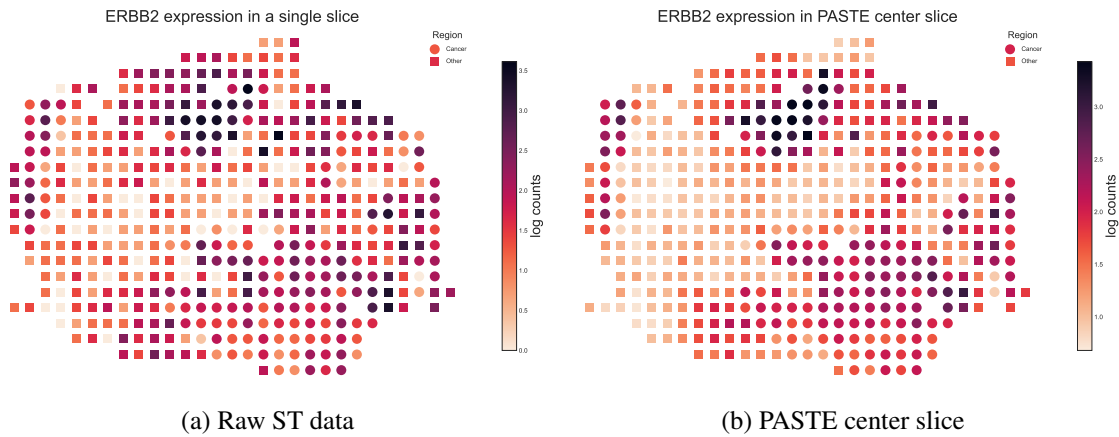 ERBB2 expression in a single slice
Region
Cancer
Other
3.5
3.0
2.5
2.0
1.5
1.0
0.5
0.0
log counts
(a) Raw ST data
ERBB2 expression in PASTE center slice
Region
Cancer
Other
3.0
2.5
2.0
1.5
1.0
log counts
(b) PASTE center slice